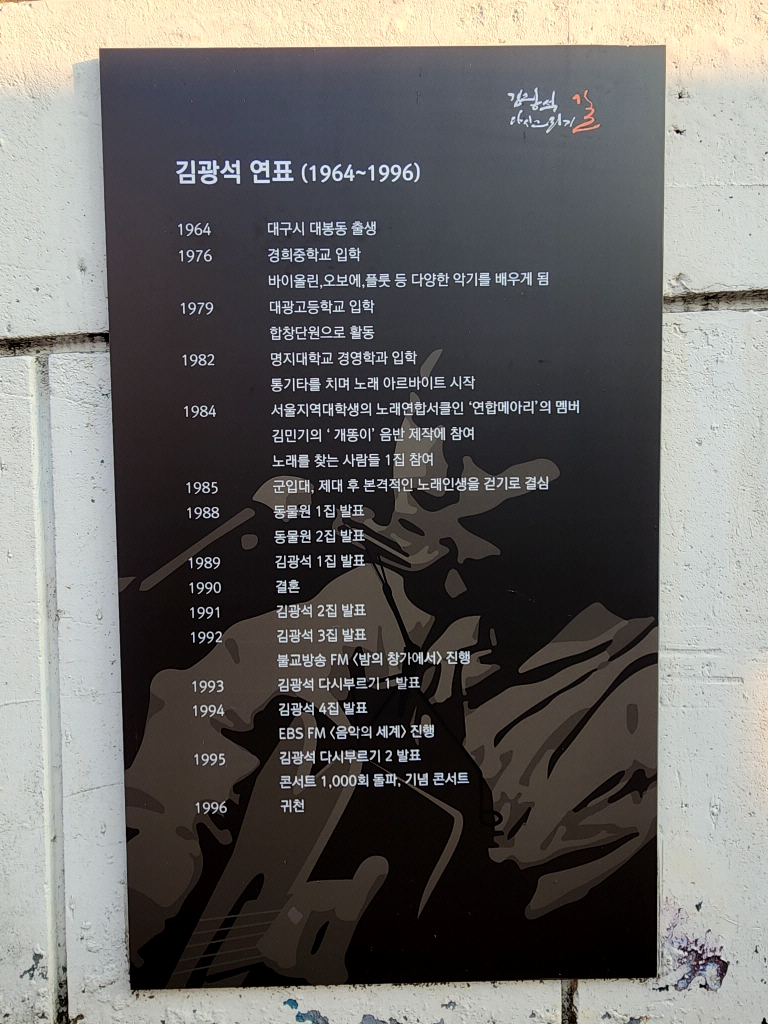 김광석
다시그리기 길
김광석 연표 (1964~1996)
1964 대구시 대봉동 출생
1976 경희중학교 입학
바이올린,오보에,플룻 등 다양한 악기를 배우게 됨
1979 대광고등학교 입학
합창단원으로 활동
1982 명지대학교 경영학과 입학
통기타를 치며 노래 아르바이트 시작
1984 서울지역대학생의 노래연합서클인 '연합메아리'의 멤버
김민기의 ' 개똥이' 음반 제작에 참여
노래를 찾는 사람들 1집 참여
1985 군입대, 제대 후 본격적인 노래인생을 걷기로 결심
1988 동물원 1집 발표
동물원 2집 발표
1989 김광석 1집 발표
1990 결혼
1991 김광석 2집 발표
1992 김광석 3집 발표
불교방송 FM <밤의 창가에서> 진행
1993 김광석 다시부르기 1 발표
1994 김광석 4집 발표
EBS FM <음악의 세계> 진행
1995 김광석 다시부르기 2 발표
콘서트 1,000회 돌파, 기념 콘서트
1996 귀천